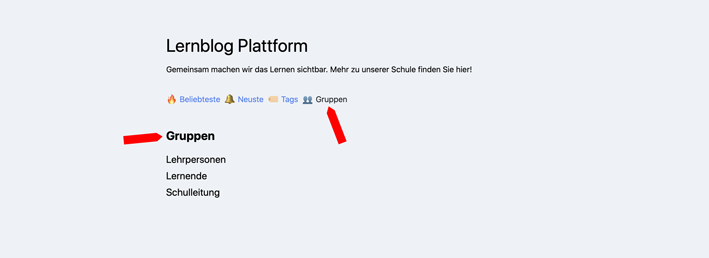 Lernblog Plattform
Gemeinsam machen wir das Lernen sichtbar. Mehr zu unserer Schule finden Sie hier!
Beliebteste Neuste Tags Gruppen
Gruppen
Lehrpersonen
Lernende
Schulleitung